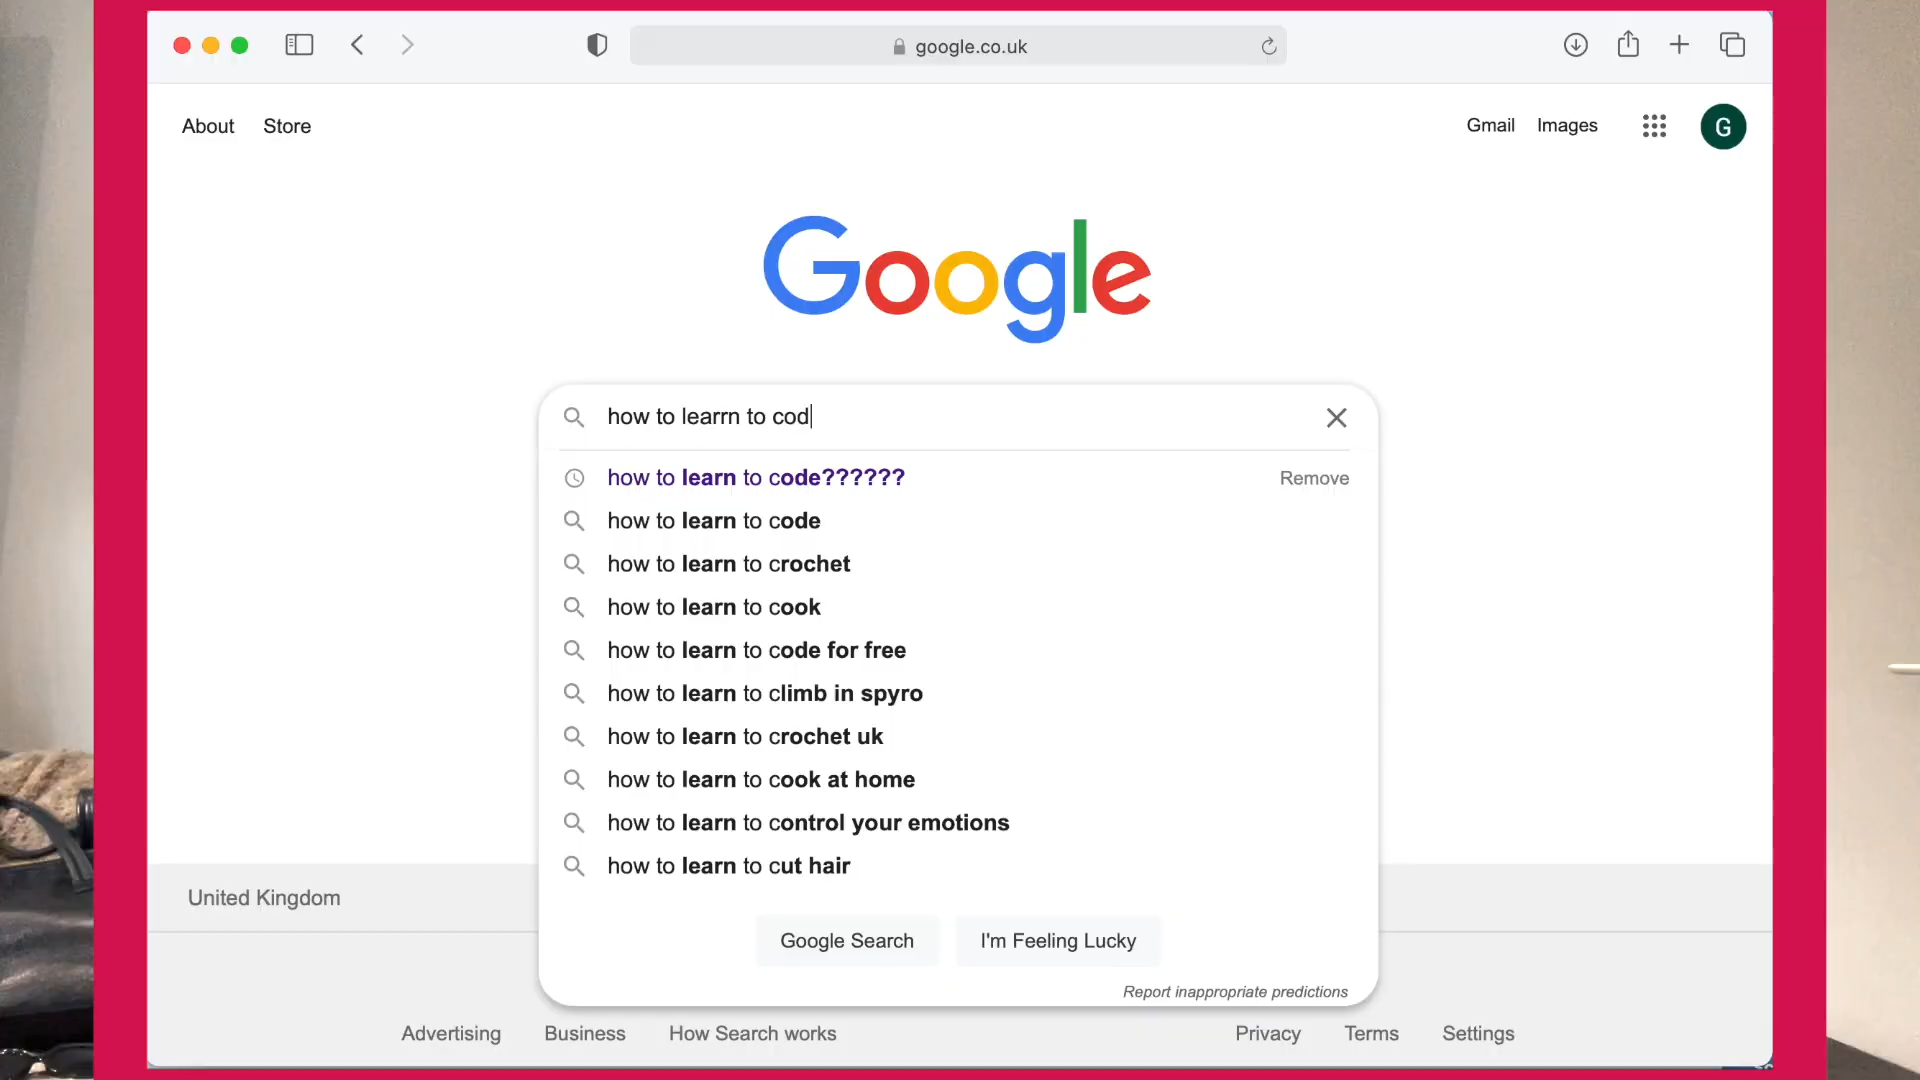 google.co.uk
About Store Gmail Images G
Google
how to learrn to cod
how to learn to code?????? Remove
how to learn to code
how to learn to crochet
how to learn to cook
how to learn to code for free
how to learn to climb in spyro
how to learn to crochet uk
how to learn to cook at home
how to learn to control your emotions
how to learn to cut hair
United Kingdom
Google Search I'm Feeling Lucky
Report inappropriate predictions
Advertising Business How Search works Privacy Terms Settings